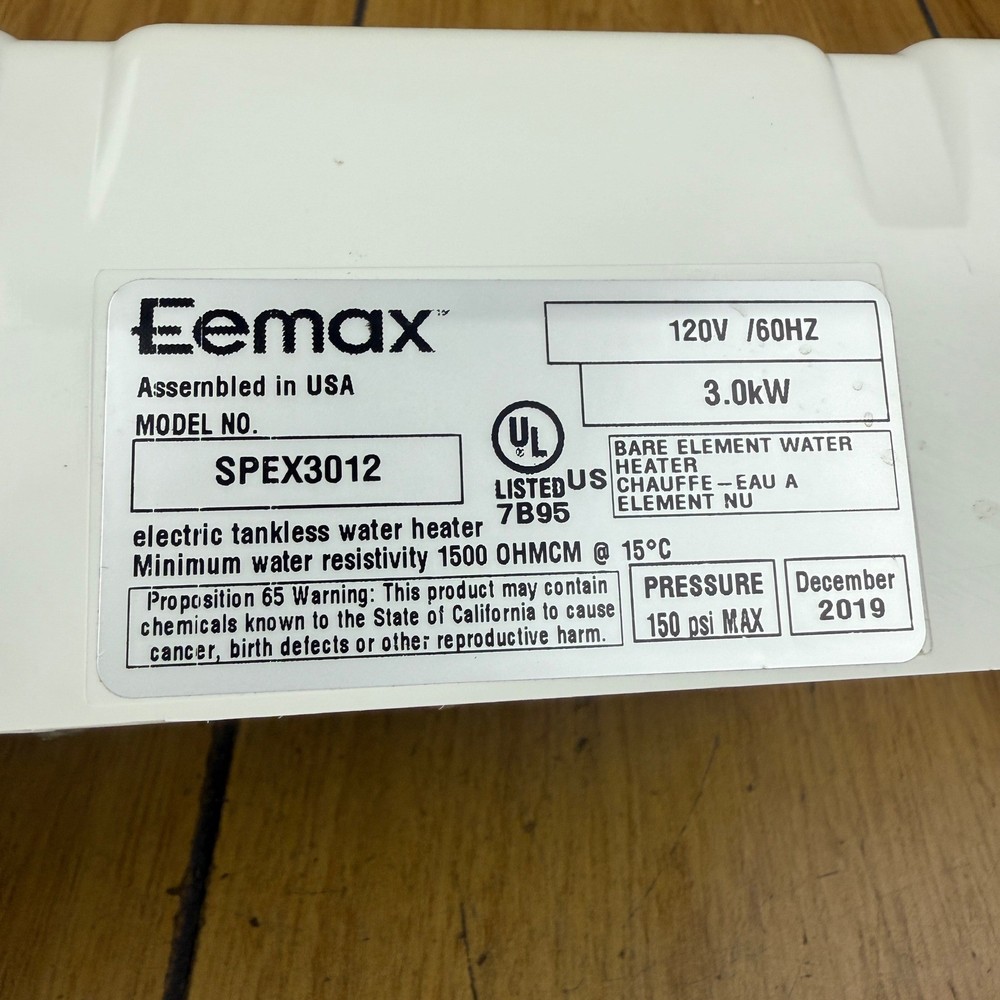 Eemax™
Assembled in USA
MODEL NO.
SPEX3012
electric tankless water heater
Minimum water resistivity 1500 OHMCM @ 15°C
Proposition 65 Warning: This product may contain
chemicals known to the State of California to cause
cancer, birth defects or other reproductive harm.
120V /60HZ
3.0kW
UL
LISTED US
7B95
BARE ELEMENT WATER
HEATER
CHAUFFE-EAU A
ELEMENT NU
PRESSURE
150 psi MAX
December
2019